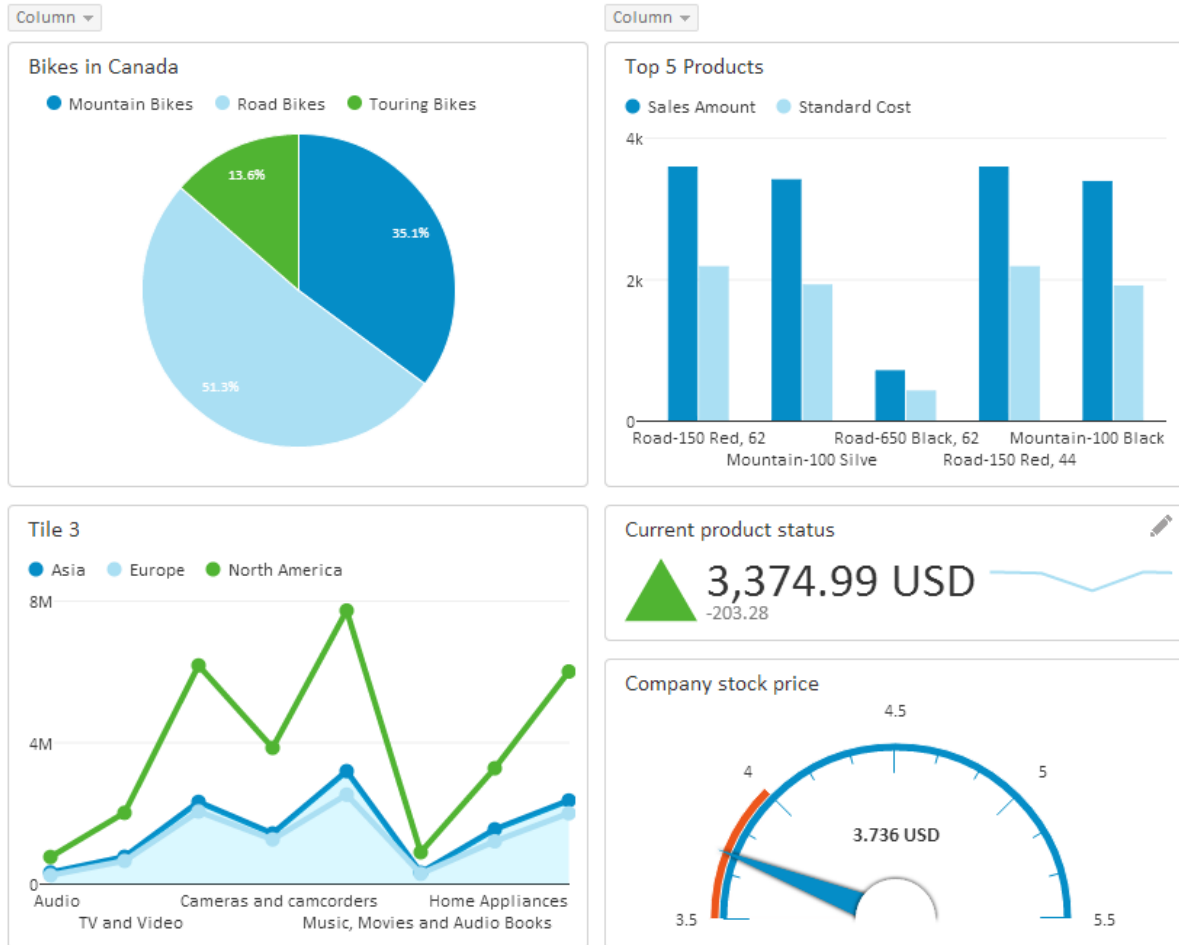 Column
Column
Bikes in Canada
Mountain Bikes Road Bikes Touring Bikes
13.6%
35.1%
51.3%
Top 5 Products
Sales Amount Standard Cost
4k
2k
0
Road-150 Red, 62 Road-650 Black, 62 Mountain-100 Black
Mountain-100 Silve Road-150 Red, 44
Tile 3
Asia Europe North America
8M
4M
0
Audio Cameras and camcorders Home Appliances
TV and Video Music, Movies and Audio Books
Current product status
3,374.99 USD
-203.28
Company stock price
4.5
4 5
3.736 USD
3.5 5.5